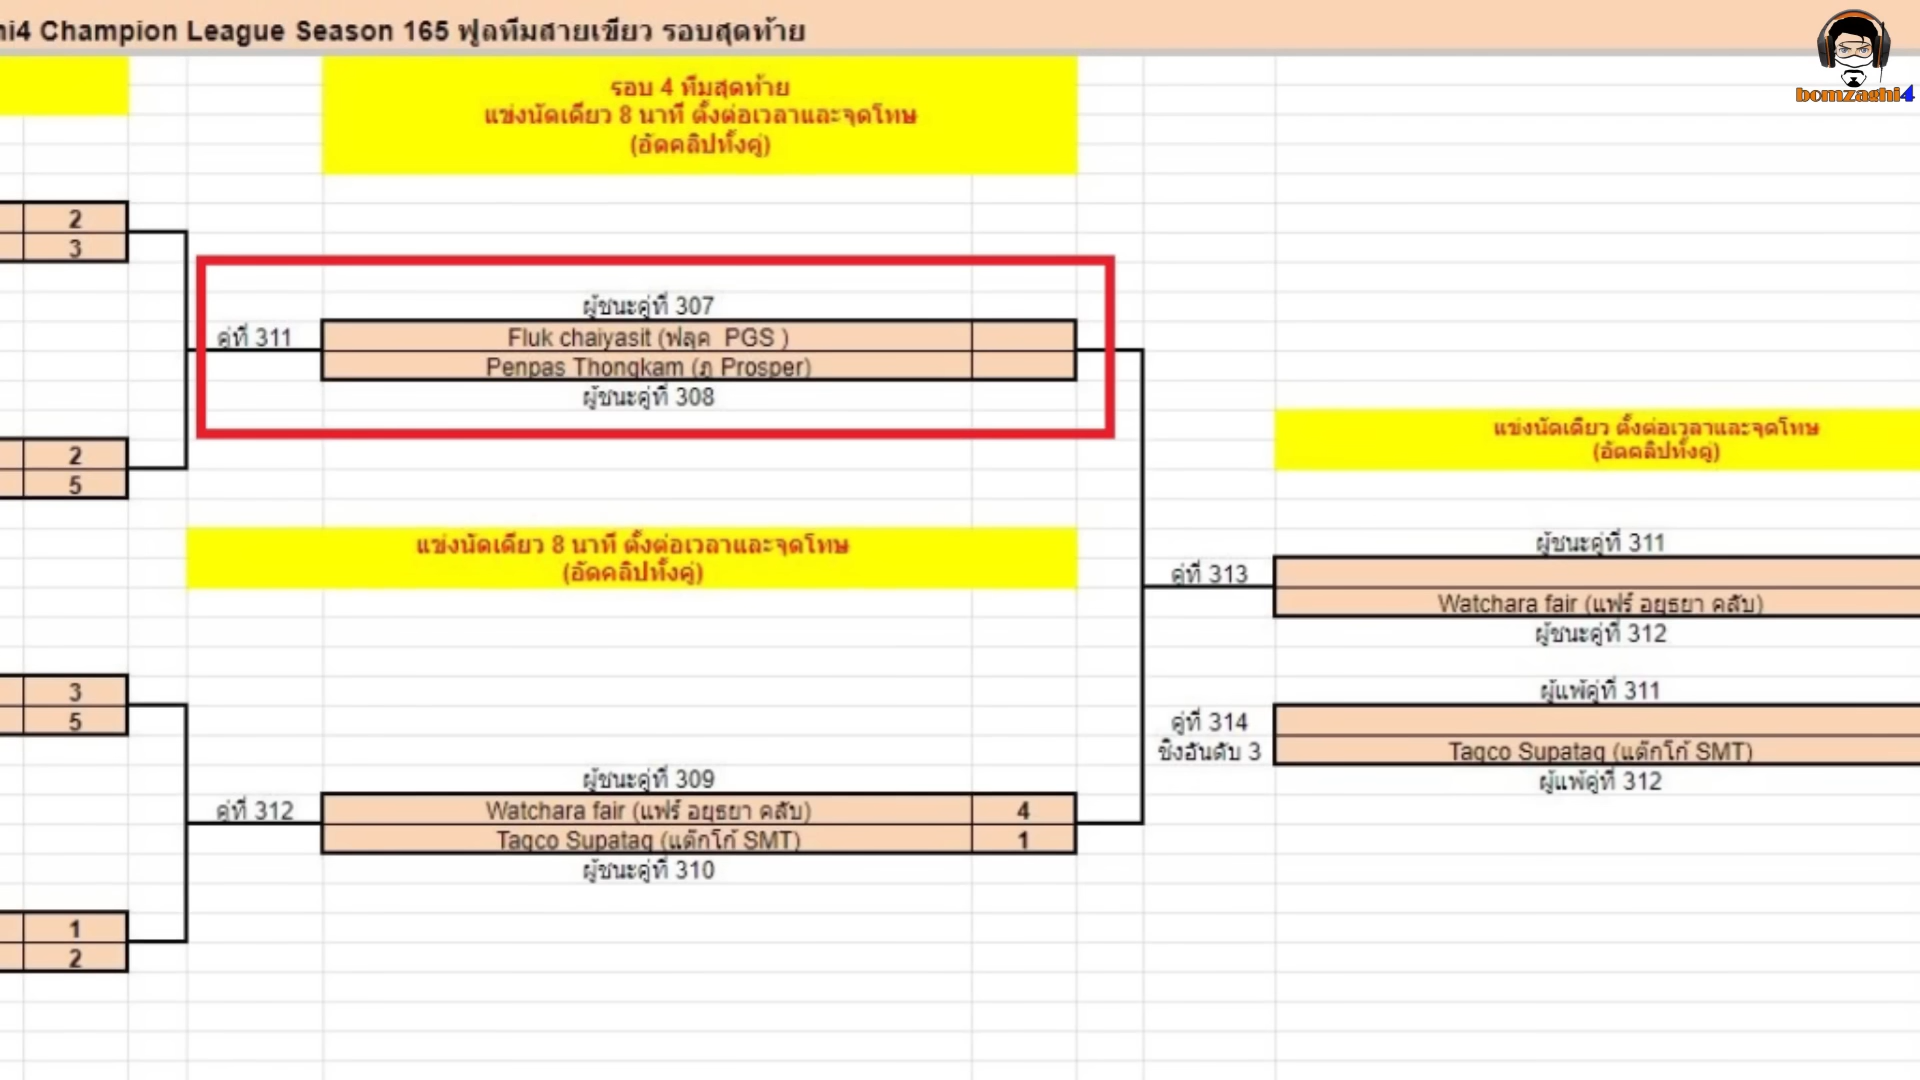 hi4 Champion League Season 165 ฟูลทีมสายเขียว รอบสุดท้าย
bomzaghi4
รอบ 4 ทีมสุดท้าย
แข่งนัดเดียว 8 นาที ตั้งต่อเวลาและจุดโทษ
(อัดคลิปทั้งคู่)
2
3
ผู้ชนะคู่ที่ 307
คู่ที่ 311
Fluk chaiyasit (ฟลุค PGS )
Penpas Thongkam (ภู Prosper)
ผู้ชนะคู่ที่ 308
2
5
แข่งนัดเดียว ตั้งต่อเวลาและจุดโทษ
(อัดคลิปทั้งคู่)
แข่งนัดเดียว 8 นาที ตั้งต่อเวลาและจุดโทษ
(อัดคลิปทั้งคู่)
ผู้ชนะคู่ที่ 311
คู่ที่ 313
Watchara fair (แฟร์ อยุธยา คลับ)
ผู้ชนะคู่ที่ 312
3
5
ผู้แพ้คู่ที่ 311
คู่ที่ 314
ชิงอันดับ 3
Tagco Supatag (แต๊กโก้ SMT)
ผู้แพ้คู่ที่ 312
ผู้ชนะคู่ที่ 309
คู่ที่ 312
Watchara fair (แฟร์ อยุธยา คลับ) 4
Tagco Supatag (แต๊กโก้ SMT) 1
ผู้ชนะคู่ที่ 310
1
2